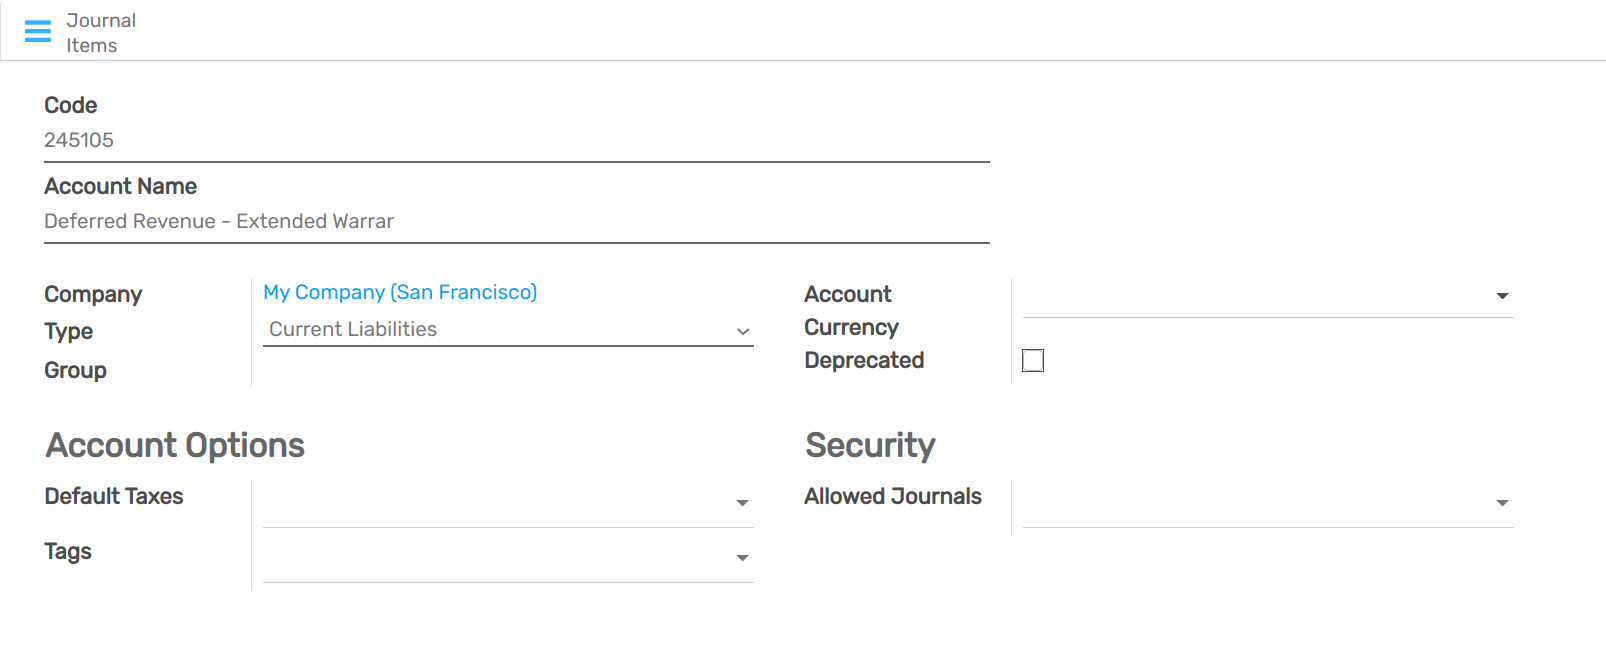 Journal
Items
Code
245105
Account Name
Deferred Revenue - Extended Warrar
Company
My Company (San Francisco)
Type
Current Liabilities
Group
Account
Currency
Deprecated
Account Options
Default Taxes
Tags
Security
Allowed Journals